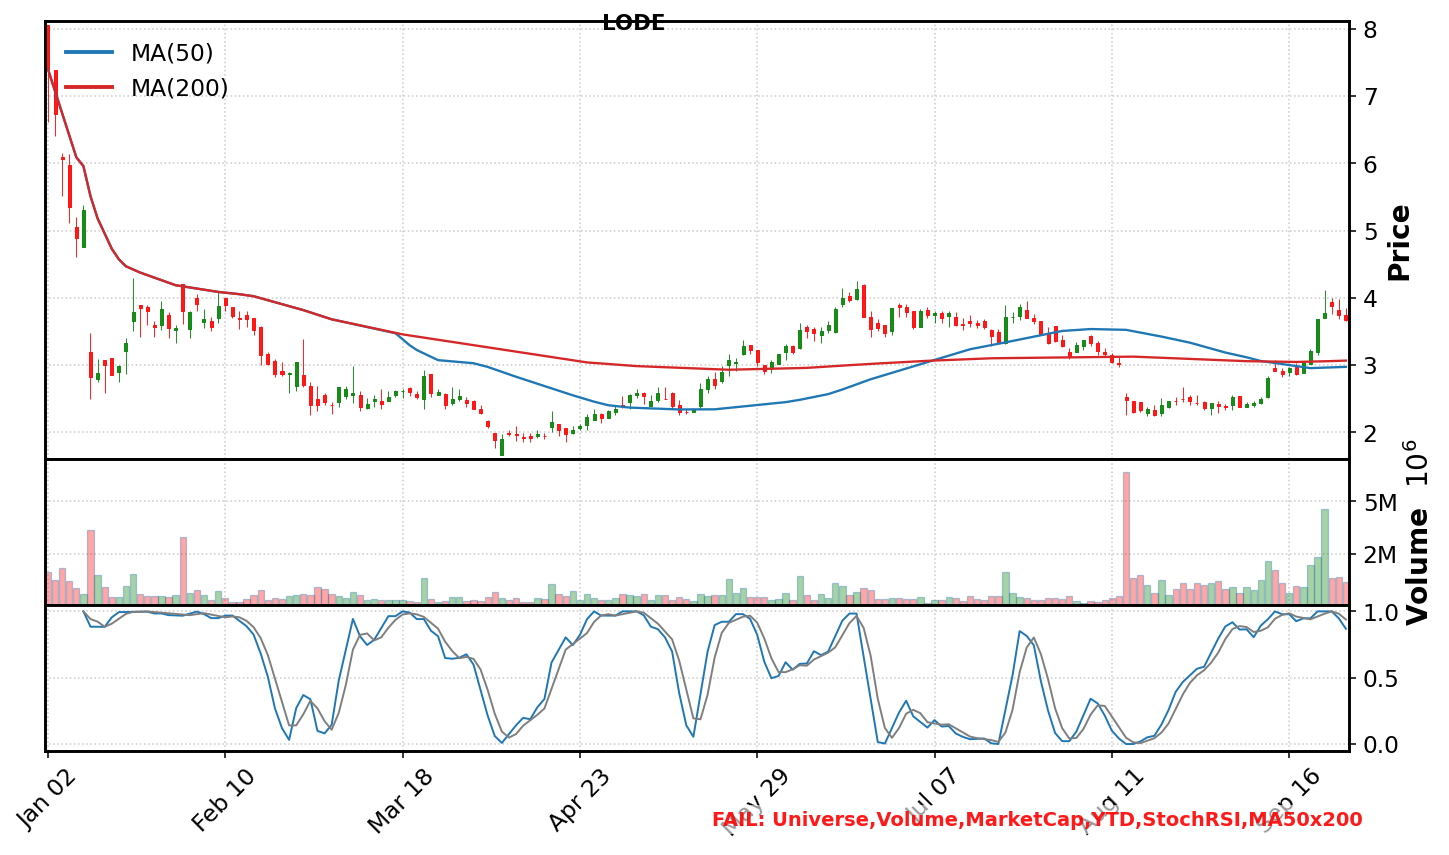 LODE
MA(50)
MA(200)
8
7
6
5
4
3
2
Price
10^6
5M
2M
Volume
1.0
0.5
0.0
Jan 02
Feb 10
Mar 18
Apr 23
May 29
Jul 07
Aug 11
Sep 16
FAIL: Universe,Volume,MarketCap,YTD,StochRSI,MA50x200